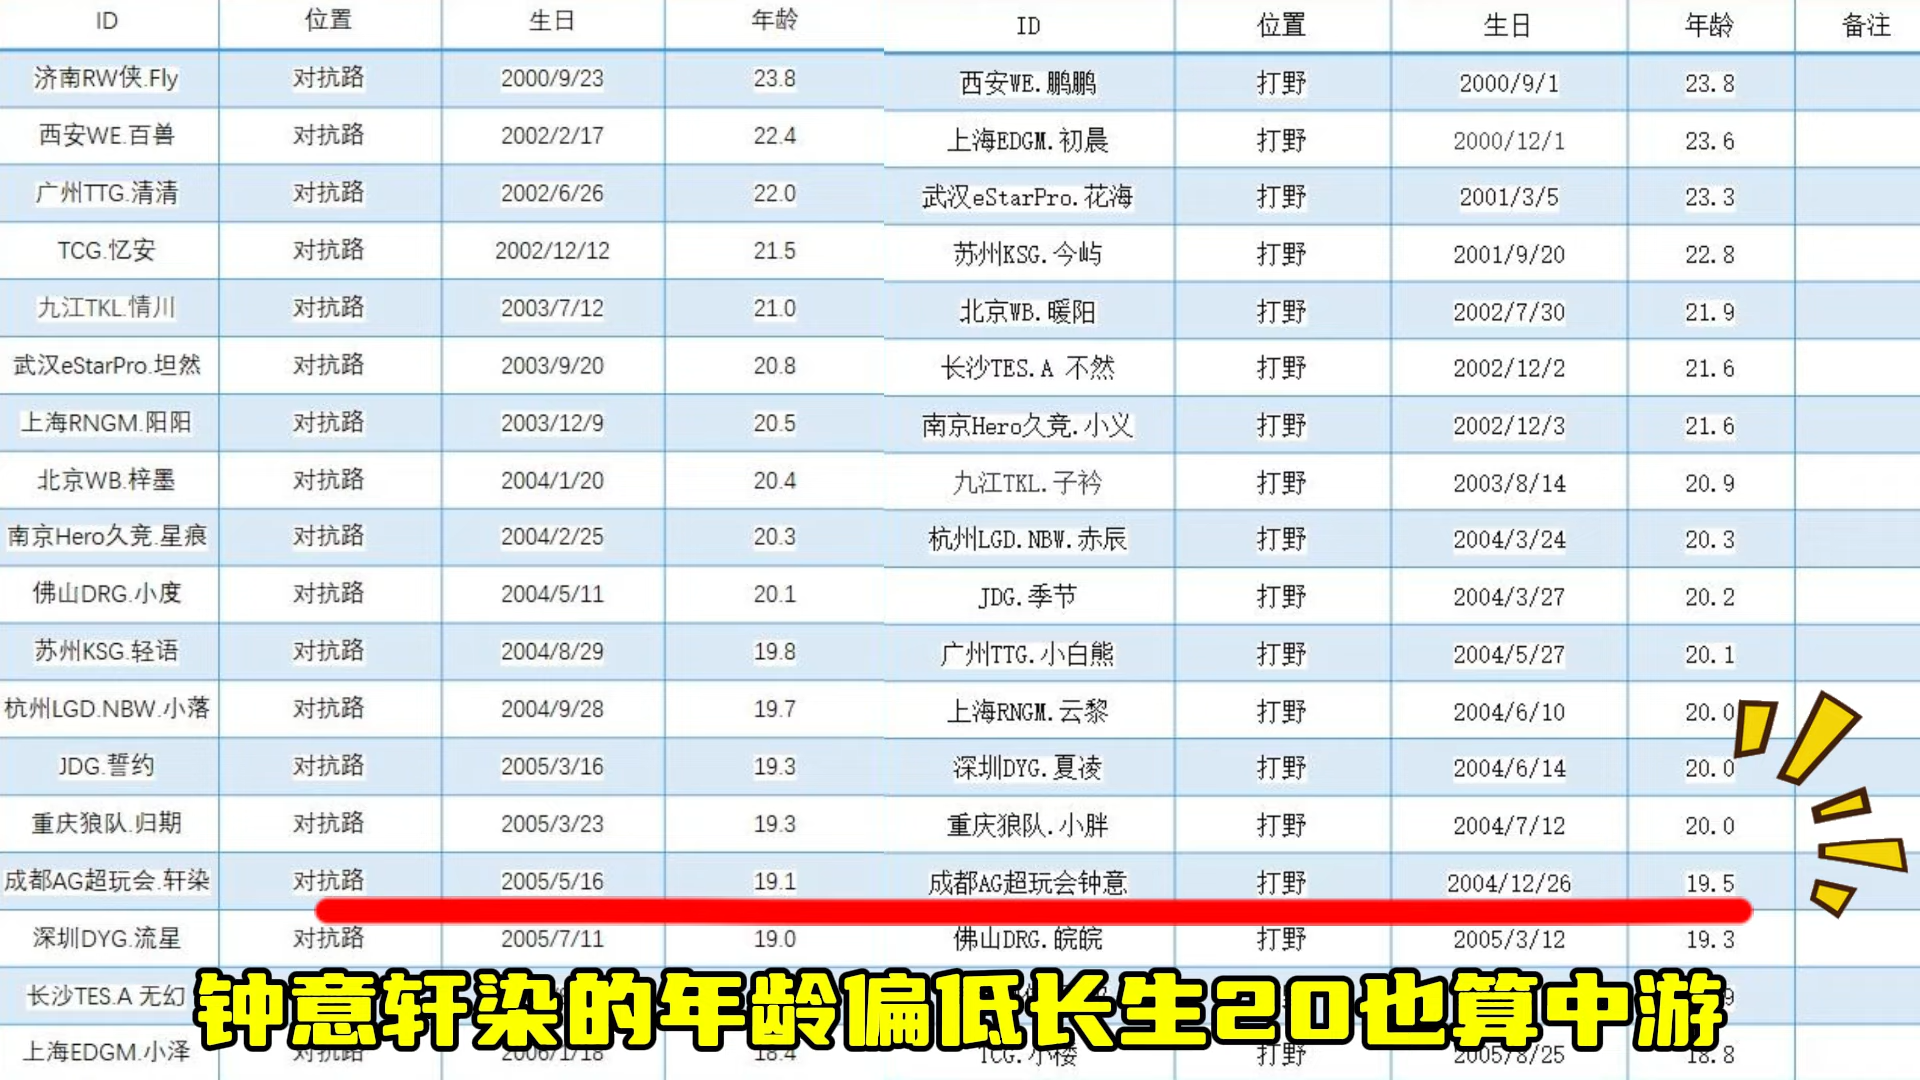 ID 位置 生日 年龄 ID 位置 生日 年龄 备注
济南RW侠.Fly 对抗路 2000/9/23 23.8 西安WE.鹏鹏 打野 2000/9/1 23.8
西安WE.百兽 对抗路 2002/2/17 22.4 上海EDGM.初晨 打野 2000/12/1 23.6
广州TTG.清清 对抗路 2002/6/26 22.0 武汉eStarPro.花海 打野 2001/3/5 23.3
TCG.忆安 对抗路 2002/12/12 21.5 苏州KSG.今屿 打野 2001/9/20 22.8
九江TKL.情川 对抗路 2003/7/12 21.0 北京WB.暖阳 打野 2002/7/30 21.9
武汉eStarPro.坦然 对抗路 2003/9/20 20.8 长沙TES.A 不然 打野 2002/12/2 21.6
上海RNGM.阳阳 对抗路 2003/12/9 20.5 南京Hero久竞.小义 打野 2002/12/3 21.6
北京WB.梓墨 对抗路 2004/1/20 20.4 九江TKL.子衿 打野 2003/8/14 20.9
南京Hero久竞.星痕 对抗路 2004/2/25 20.3 杭州LGD.NBW.赤辰 打野 2004/3/24 20.3
佛山DRG.小度 对抗路 2004/5/11 20.1 JDG.季节 打野 2004/3/27 20.2
苏州KSG.轻语 对抗路 2004/8/29 19.8 广州TTG.小白熊 打野 2004/5/27 20.1
杭州LGD.NBW.小落 对抗路 2004/9/28 19.7 上海RNGM.云黎 打野 2004/6/10 20.0
JDG.誓约 对抗路 2005/3/16 19.3 深圳DYG.夏凌 打野 2004/6/14 20.0
重庆狼队.归期 对抗路 2005/3/23 19.3 重庆狼队.小胖 打野 2004/7/12 20.0
成都AG超玩会.轩染 对抗路 2005/5/16 19.1 成都AG超玩会钟意 打野 2004/12/26 19.5
深圳DYG.流星 对抗路 2005/7/11 19.0 佛山DRG.皖皖 打野 2005/3/12 19.3
长沙TES.A 无幻
钟意轩染的年龄偏低长生20也算中游
上海EDGM.小泽 对抗路 2006/1/18 18.4 TCG.小楼 打野 2005/8/25 18.8